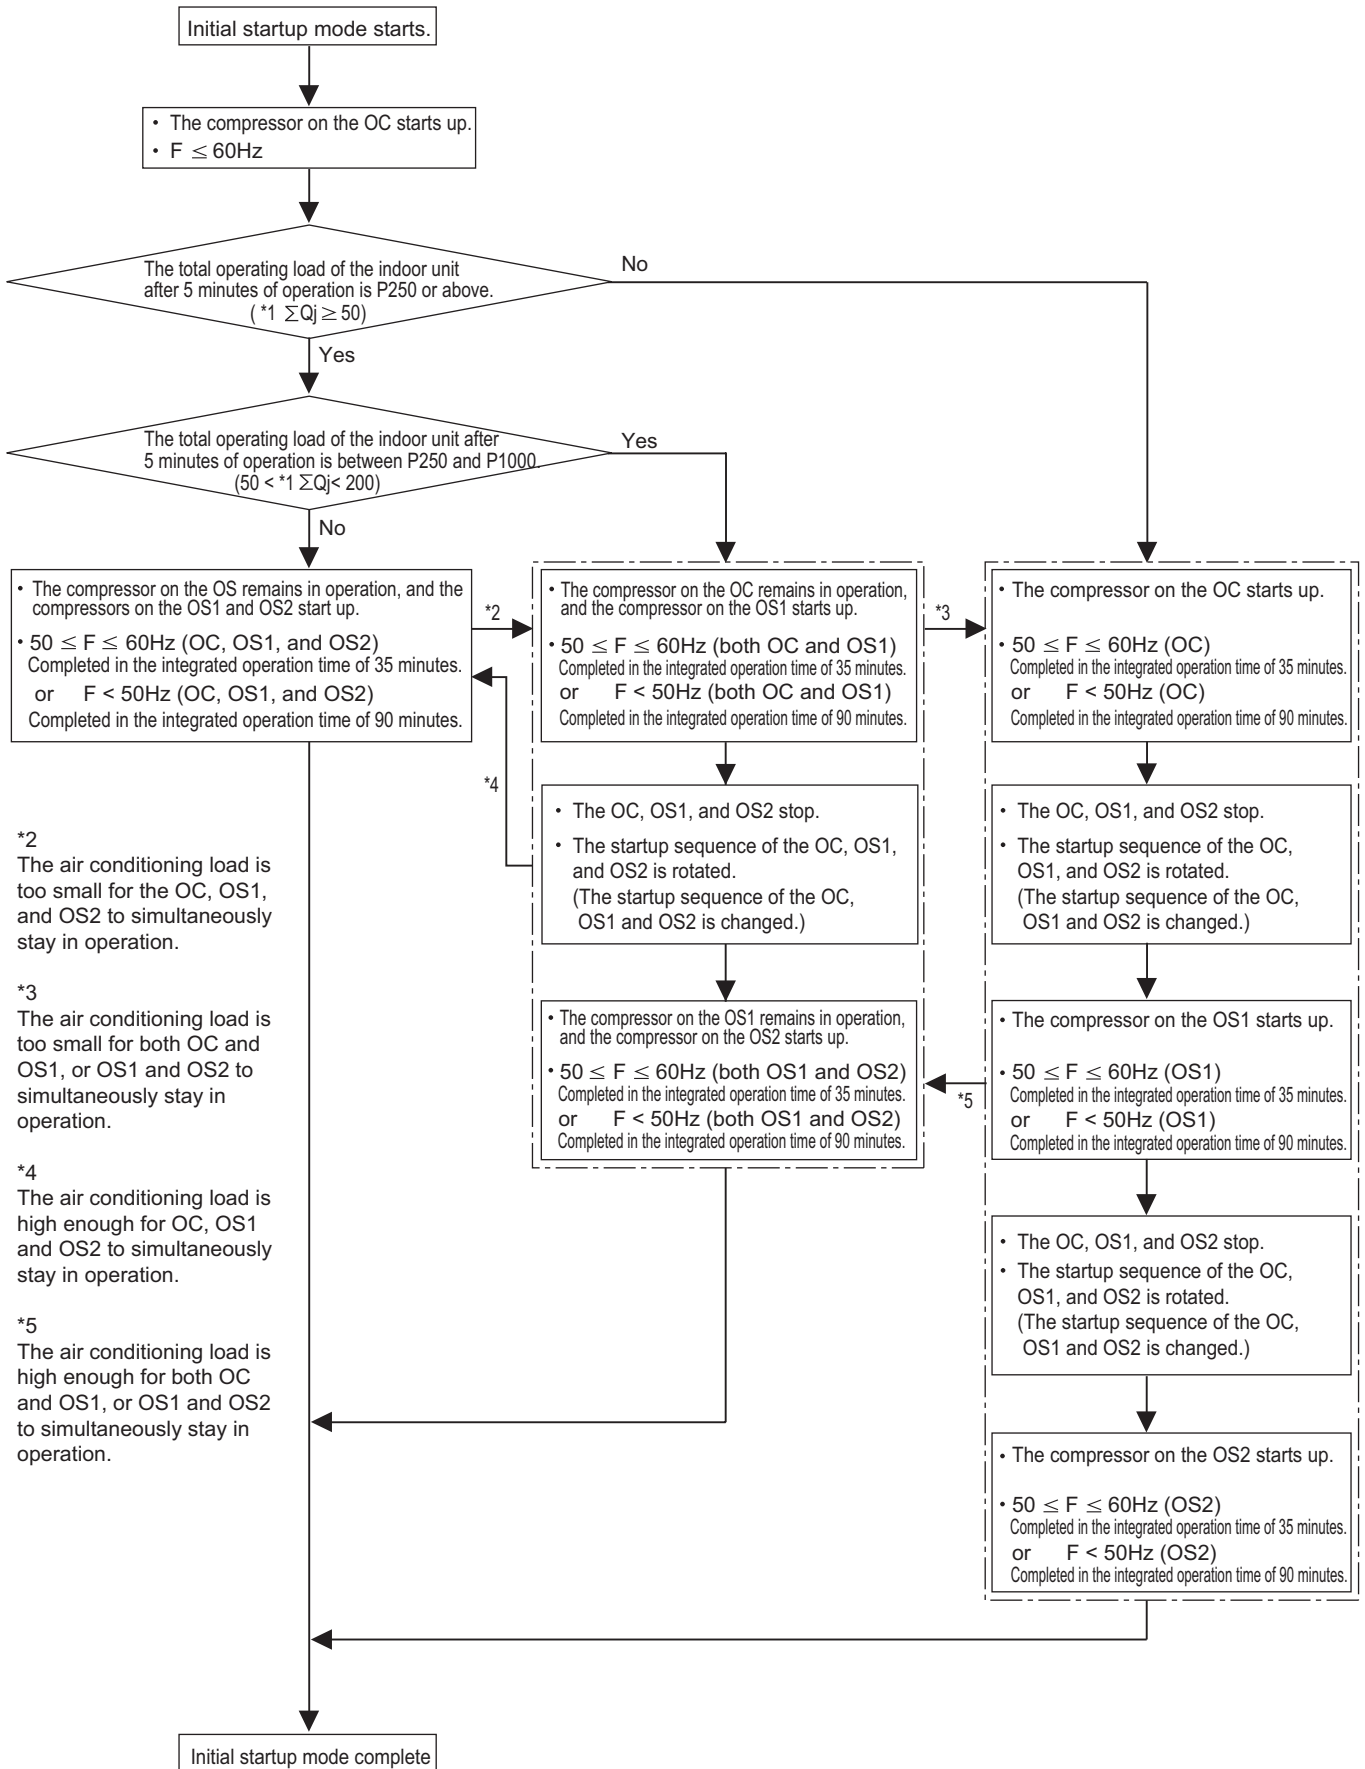 Initial startup mode starts.
• The compressor on the OC starts up.
• F ≤ 60Hz
The total operating load of the indoor unit
after 5 minutes of operation is P250 or above.
( *1 ∑Qj ≥ 50)
No
Yes
The total operating load of the indoor unit after
5 minutes of operation is between P250 and P1000.
(50 < *1 ∑Qj< 200)
Yes
No
• The compressor on the OS remains in operation, and the
compressors on the OS1 and OS2 start up.
• 50 ≤ F ≤ 60Hz (OC, OS1, and OS2)
Completed in the integrated operation time of 35 minutes.
or F < 50Hz (OC, OS1, and OS2)
Completed in the integrated operation time of 90 minutes.
*2
• The compressor on the OC remains in operation,
and the compressor on the OS1 starts up.
• 50 ≤ F ≤ 60Hz (both OC and OS1)
Completed in the integrated operation time of 35 minutes.
or F < 50Hz (both OC and OS1)
Completed in the integrated operation time of 90 minutes.
*3
• The compressor on the OC starts up.
• 50 ≤ F ≤ 60Hz (OC)
Completed in the integrated operation time of 35 minutes.
or F < 50Hz (OC)
Completed in the integrated operation time of 90 minutes.
*4
• The OC, OS1, and OS2 stop.
• The startup sequence of the OC, OS1,
and OS2 is rotated.
(The startup sequence of the OC,
OS1 and OS2 is changed.)
• The OC, OS1, and OS2 stop.
• The startup sequence of the OC,
OS1, and OS2 is rotated.
(The startup sequence of the OC,
OS1 and OS2 is changed.)
• The compressor on the OS1 remains in operation,
and the compressor on the OS2 starts up.
• 50 ≤ F ≤ 60Hz (both OS1 and OS2)
Completed in the integrated operation time of 35 minutes.
or F < 50Hz (both OS1 and OS2)
Completed in the integrated operation time of 90 minutes.
*5
• The compressor on the OS1 starts up.
• 50 ≤ F ≤ 60Hz (OS1)
Completed in the integrated operation time of 35 minutes.
or F < 50Hz (OS1)
Completed in the integrated operation time of 90 minutes.
• The OC, OS1, and OS2 stop.
• The startup sequence of the OC,
OS1, and OS2 is rotated.
(The startup sequence of the OC,
OS1 and OS2 is changed.)
• The compressor on the OS2 starts up.
• 50 ≤ F ≤ 60Hz (OS2)
Completed in the integrated operation time of 35 minutes.
or F < 50Hz (OS2)
Completed in the integrated operation time of 90 minutes.
*2
The air conditioning load is
too small for the OC, OS1,
and OS2 to simultaneously
stay in operation.
*3
The air conditioning load is
too small for both OC and
OS1, or OS1 and OS2 to
simultaneously stay in
operation.
*4
The air conditioning load is
high enough for OC, OS1
and OS2 to simultaneously
stay in operation.
*5
The air conditioning load is
high enough for both OC
and OS1, or OS1 and OS2
to simultaneously stay in
operation.
Initial startup mode complete